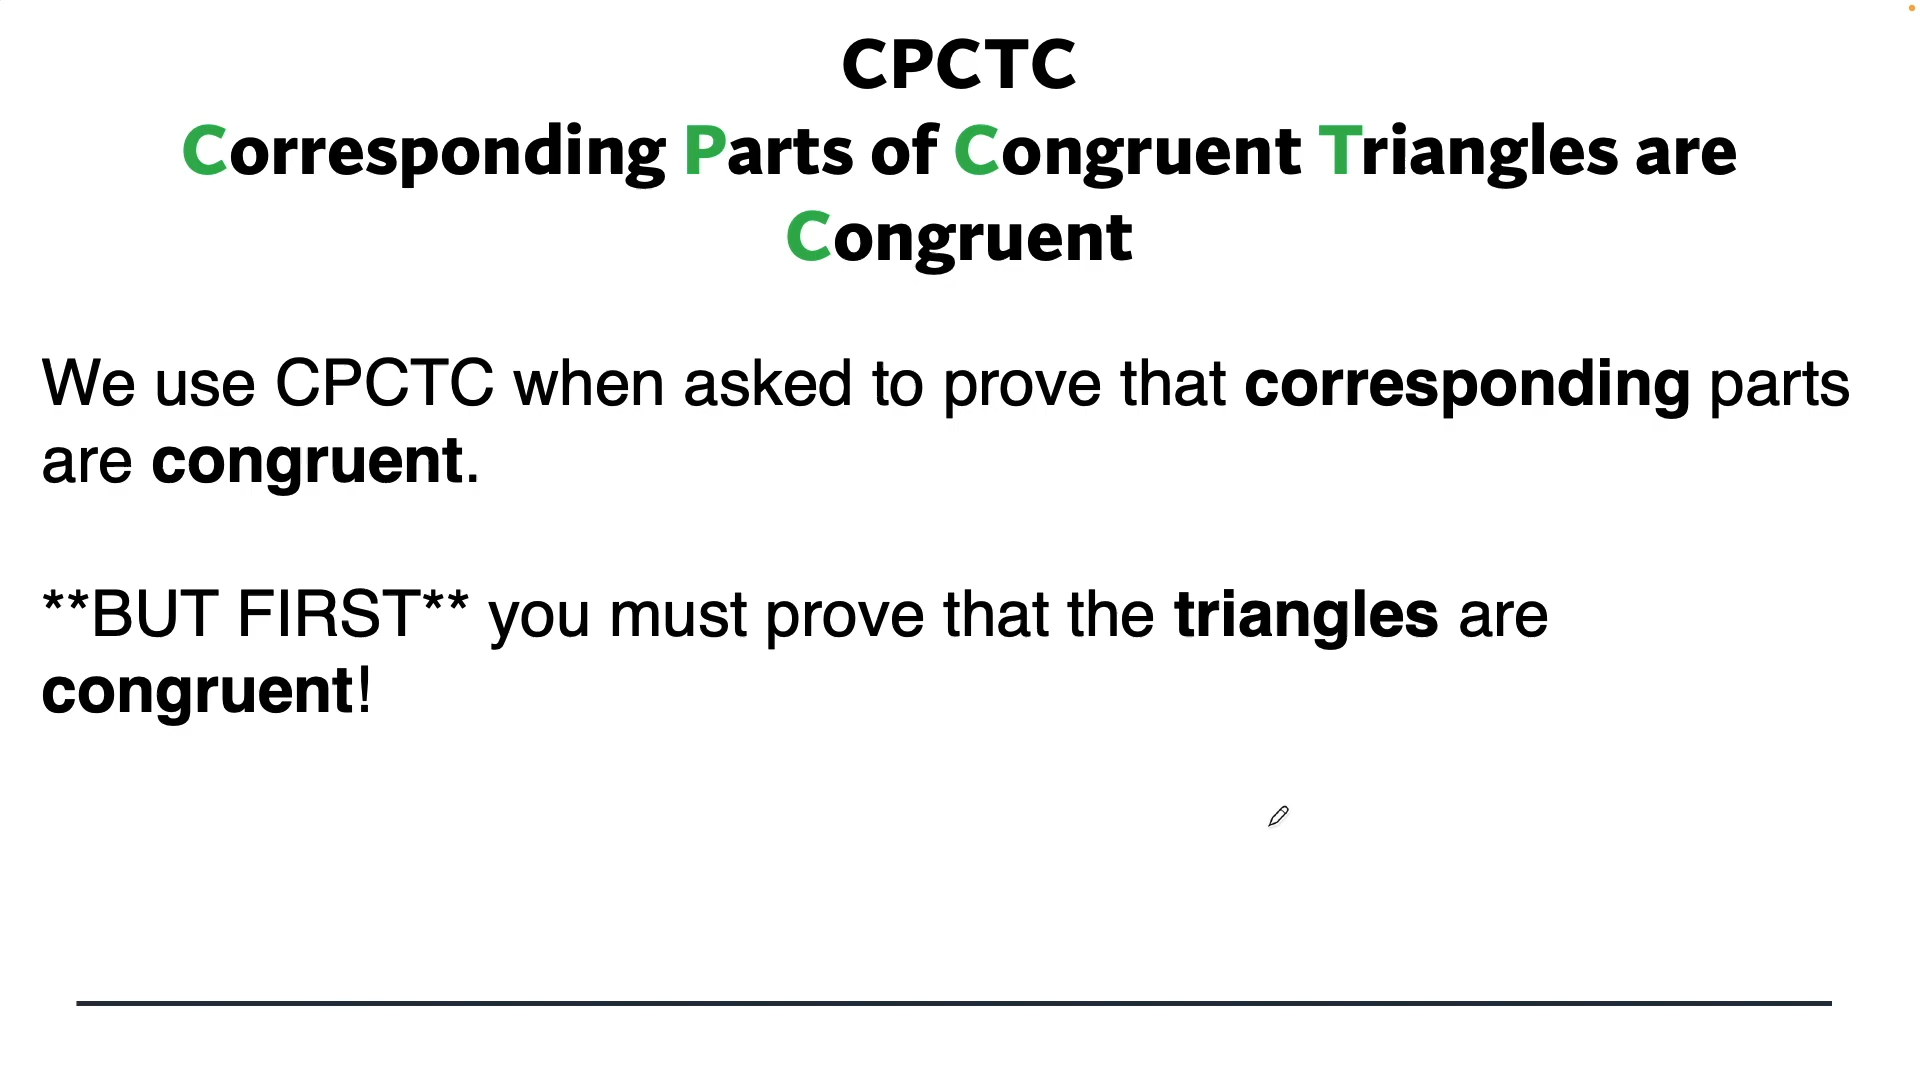 CPCTC
Corresponding Parts of Congruent Triangles are
Congruent
We use CPCTC when asked to prove that corresponding parts
are congruent.
**BUT FIRST** you must prove that the triangles are
congruent!